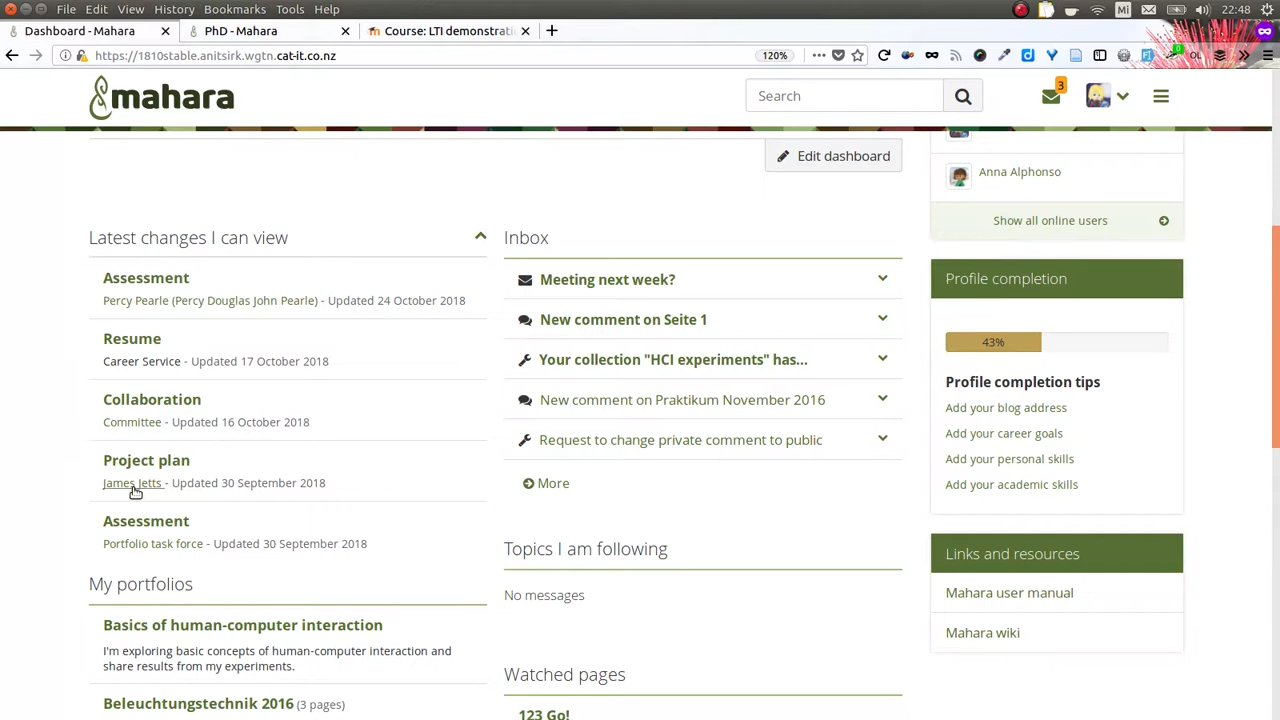 File Edit View History Bookmarks Tools Help
Mi
22:48
Dashboard - Mahara
PhD - Mahara
Course: LTI demonstrati
https://1810stable.anitsirk.wgtn.cat-it.co.nz
120%
0
mahara
Search
3
Edit dashboard
Anna Alphonso
Show all online users
Latest changes I can view
Assessment
Percy Pearle (Percy Douglas John Pearle) - Updated 24 October 2018
Resume
Career Service - Updated 17 October 2018
Collaboration
Committee - Updated 16 October 2018
Project plan
James Jetts - Updated 30 September 2018
Assessment
Portfolio task force - Updated 30 September 2018
My portfolios
Basics of human-computer interaction
I'm exploring basic concepts of human-computer interaction and
share results from my experiments.
Beleuchtungstechnik 2016 (3 pages)
Inbox
Meeting next week?
New comment on Seite 1
Your collection "HCI experiments" has...
New comment on Praktikum November 2016
Request to change private comment to public
More
Topics I am following
No messages
Watched pages
123 Go!
Profile completion
43%
Profile completion tips
Add your blog address
Add your career goals
Add your personal skills
Add your academic skills
Links and resources
Mahara user manual
Mahara wiki